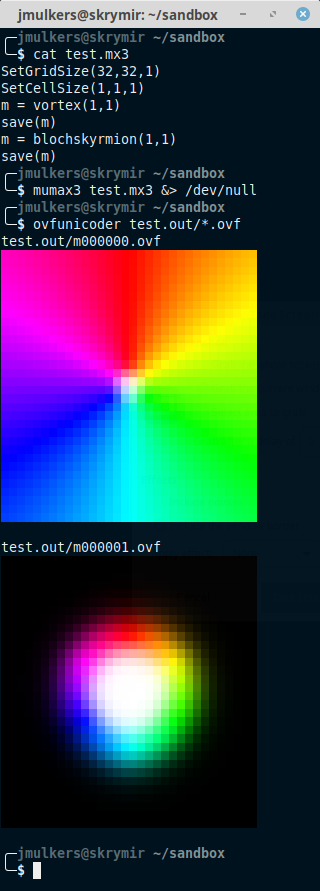 jmulkers@skrymir: ~/sandbox
jmulkers@skrymir ~/sandbox
$ cat test.mx3
SetGridSize(32,32,1)
SetCellSize(1,1,1)
m = vortex(1,1)
save(m)
m = blochskyrmion(1,1)
save(m)
jmulkers@skrymir ~/sandbox
$ mumax3 test.mx3 &> /dev/null
jmulkers@skrymir ~/sandbox
$ ovfunicoder test.out/*.ovf
test.out/m000000.ovf
test.out/m000001.ovf
jmulkers@skrymir ~/sandbox
$